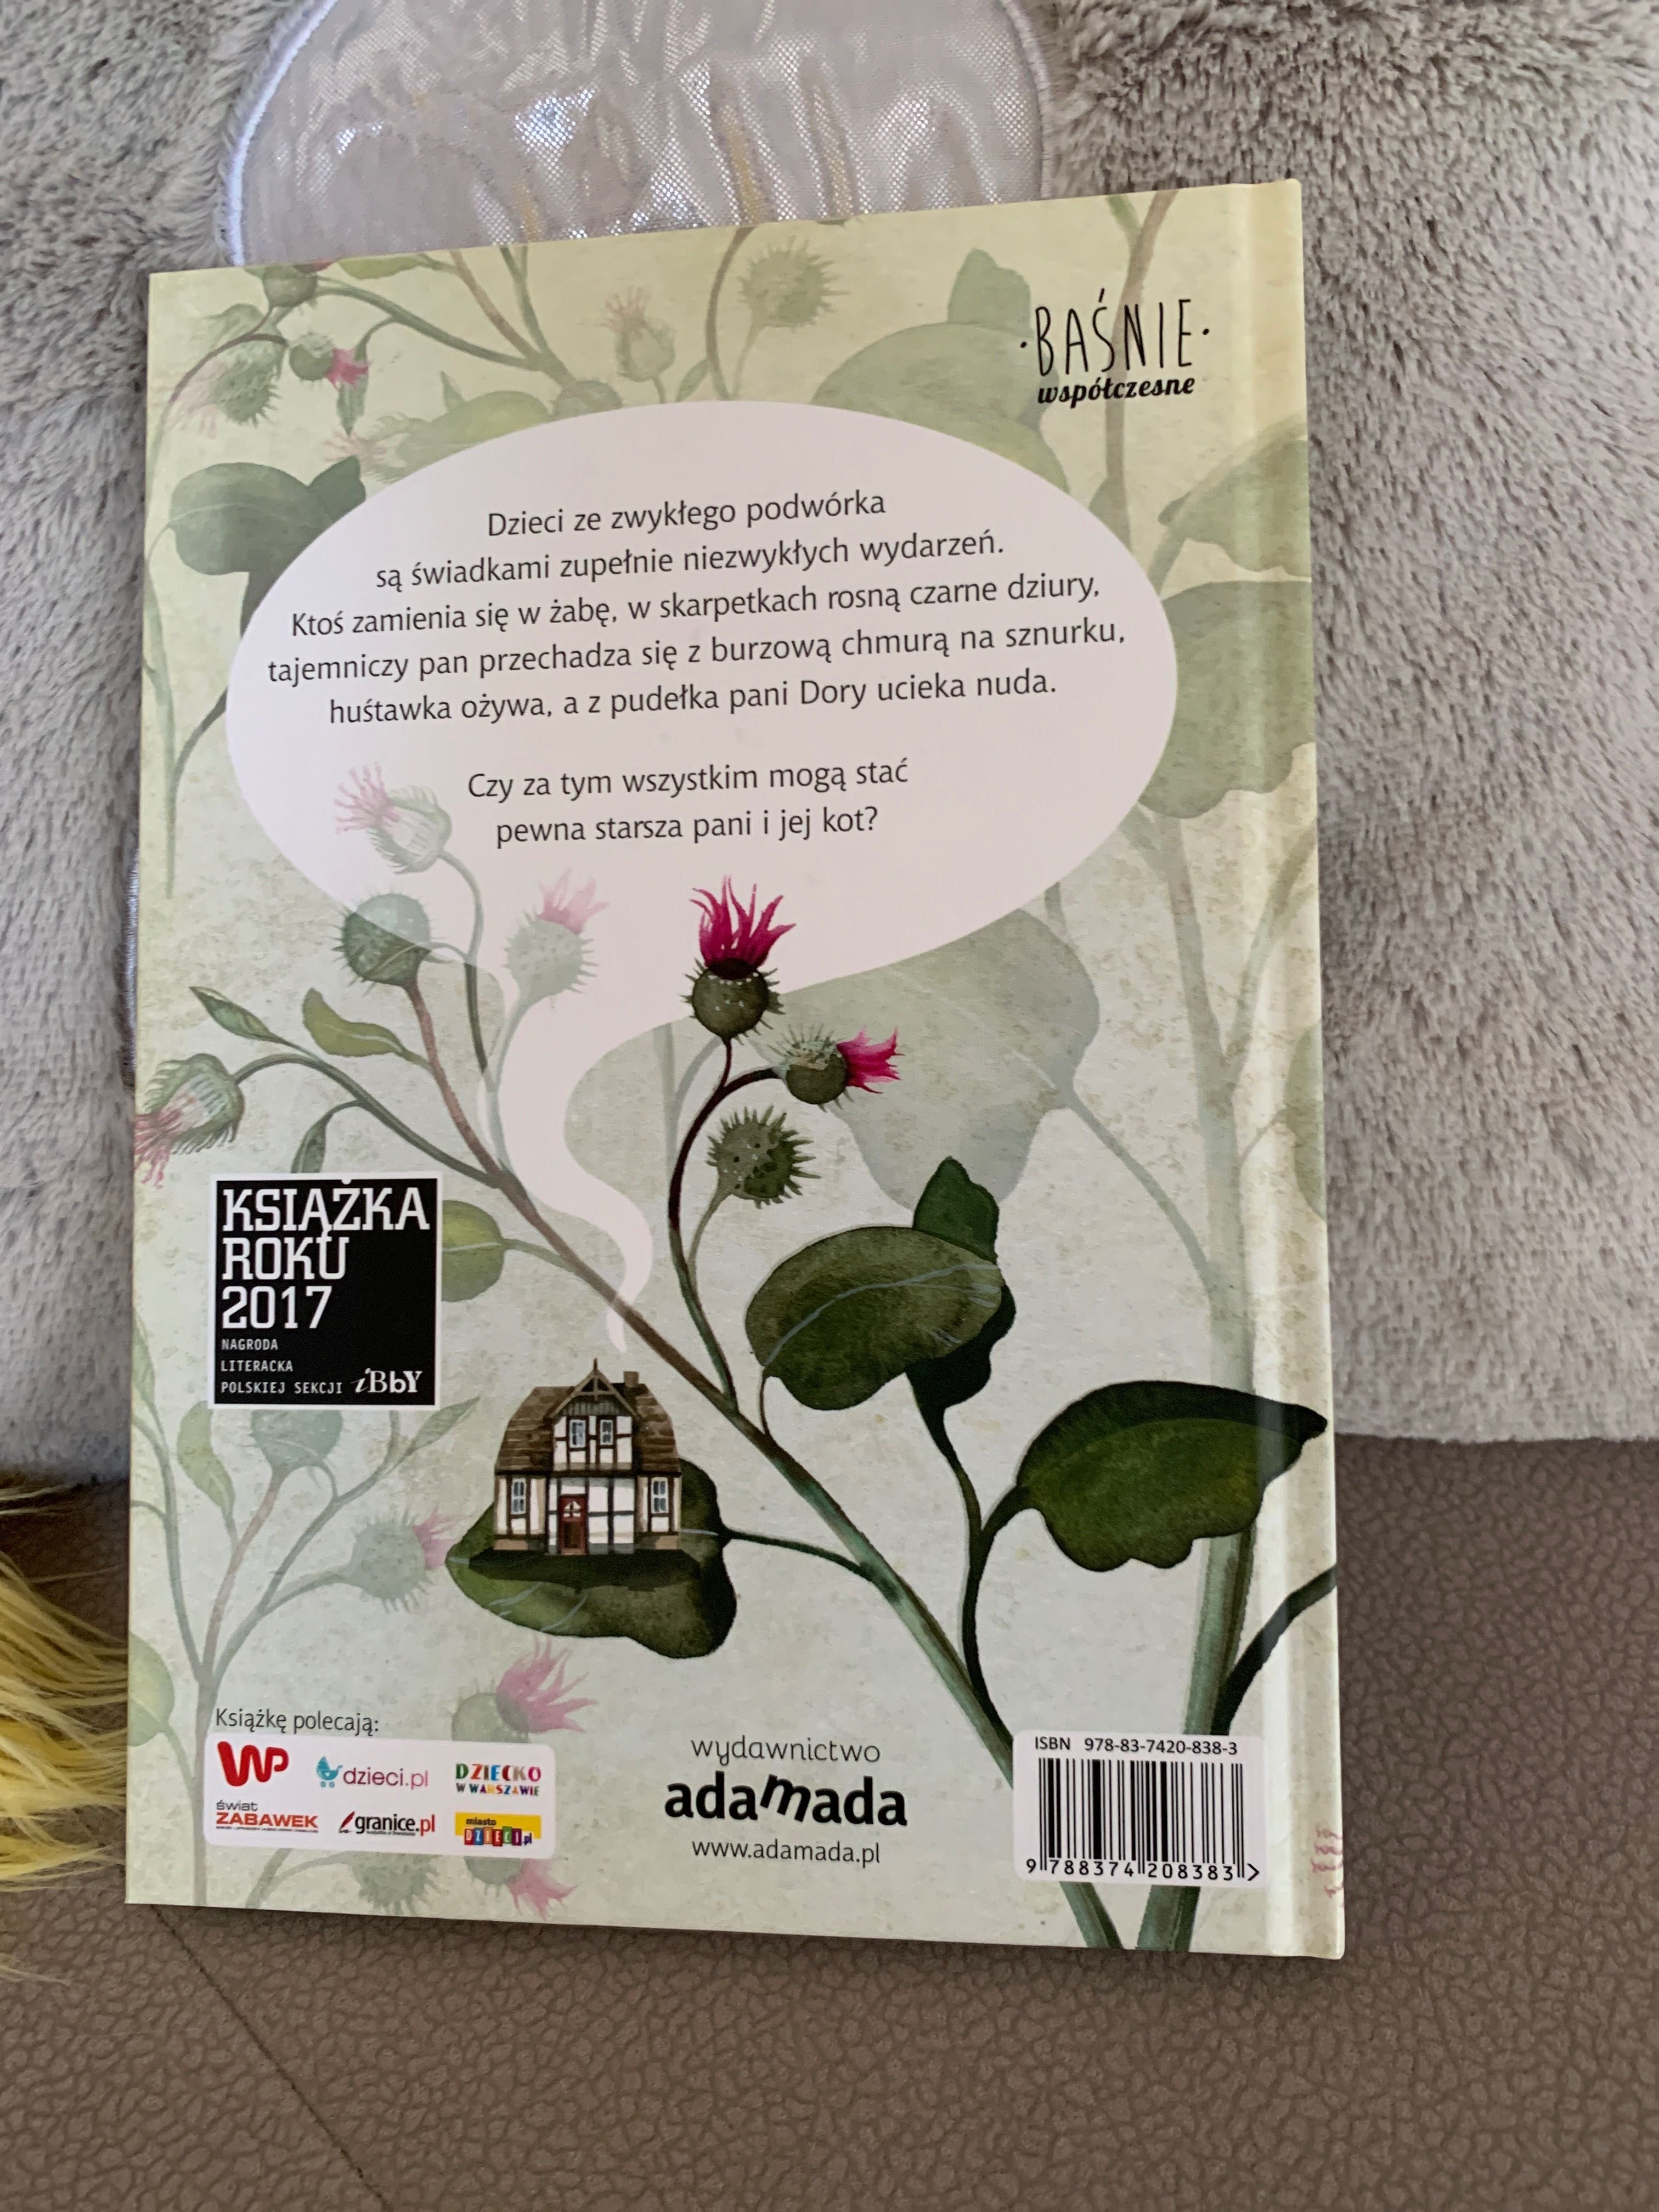 ·BAŚNIE·
współczesne
Dzieci ze zwykłego podwórka
są świadkami zupełnie niezwykłych wydarzeń.
Ktoś zamienia się w żabę, w skarpetkach rosną czarne dziury,
tajemniczy pan przechadza się z burzową chmurą na sznurku,
huśtawka ożywa, a z pudełka pani Dory ucieka nuda.
Czy za tym wszystkim mogą stać
pewna starsza pani i jej kot?
KSIĄŻKA
ROKU
2017
NAGRODA
LITERACKA
POLSKIEJ SEKCJI iBbY
Książkę polecają:
WP dzieci.pl DZIECKO
W WARSZAWIE
świat
ZABAWEK granice.pl miasto
DZIECI.pl
wydawnictwo
adamada
www.adamada.pl
ISBN 978-83-7420-838-3
9 788374 208383 >